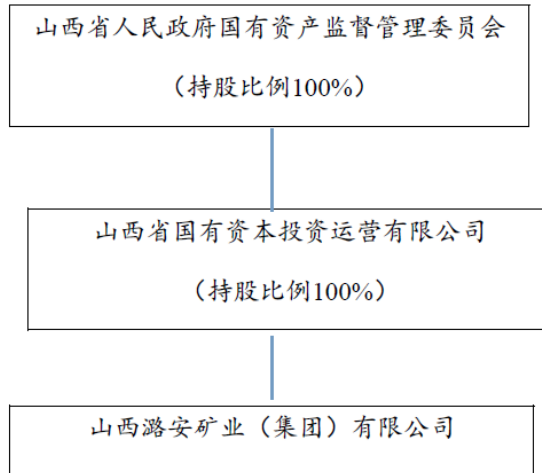 山西省人民政府国有资产监督管理委员会
（持股比例100%）
山西省国有资本投资运营有限公司
（持股比例100%）
山西潞安矿业（集团）有限公司